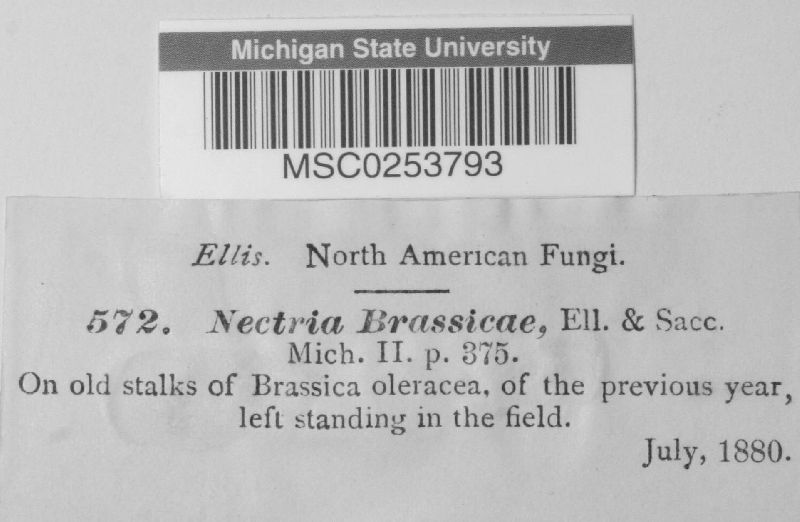 Michigan State University
MSC0253793
Ellis. North American Fungi.
572. Nectria Brassicae, Ell. & Sacc.
Mich. II. p. 375.
On old stalks of Brassica oleracea, of the previous year,
left standing in the field.
July, 1880.